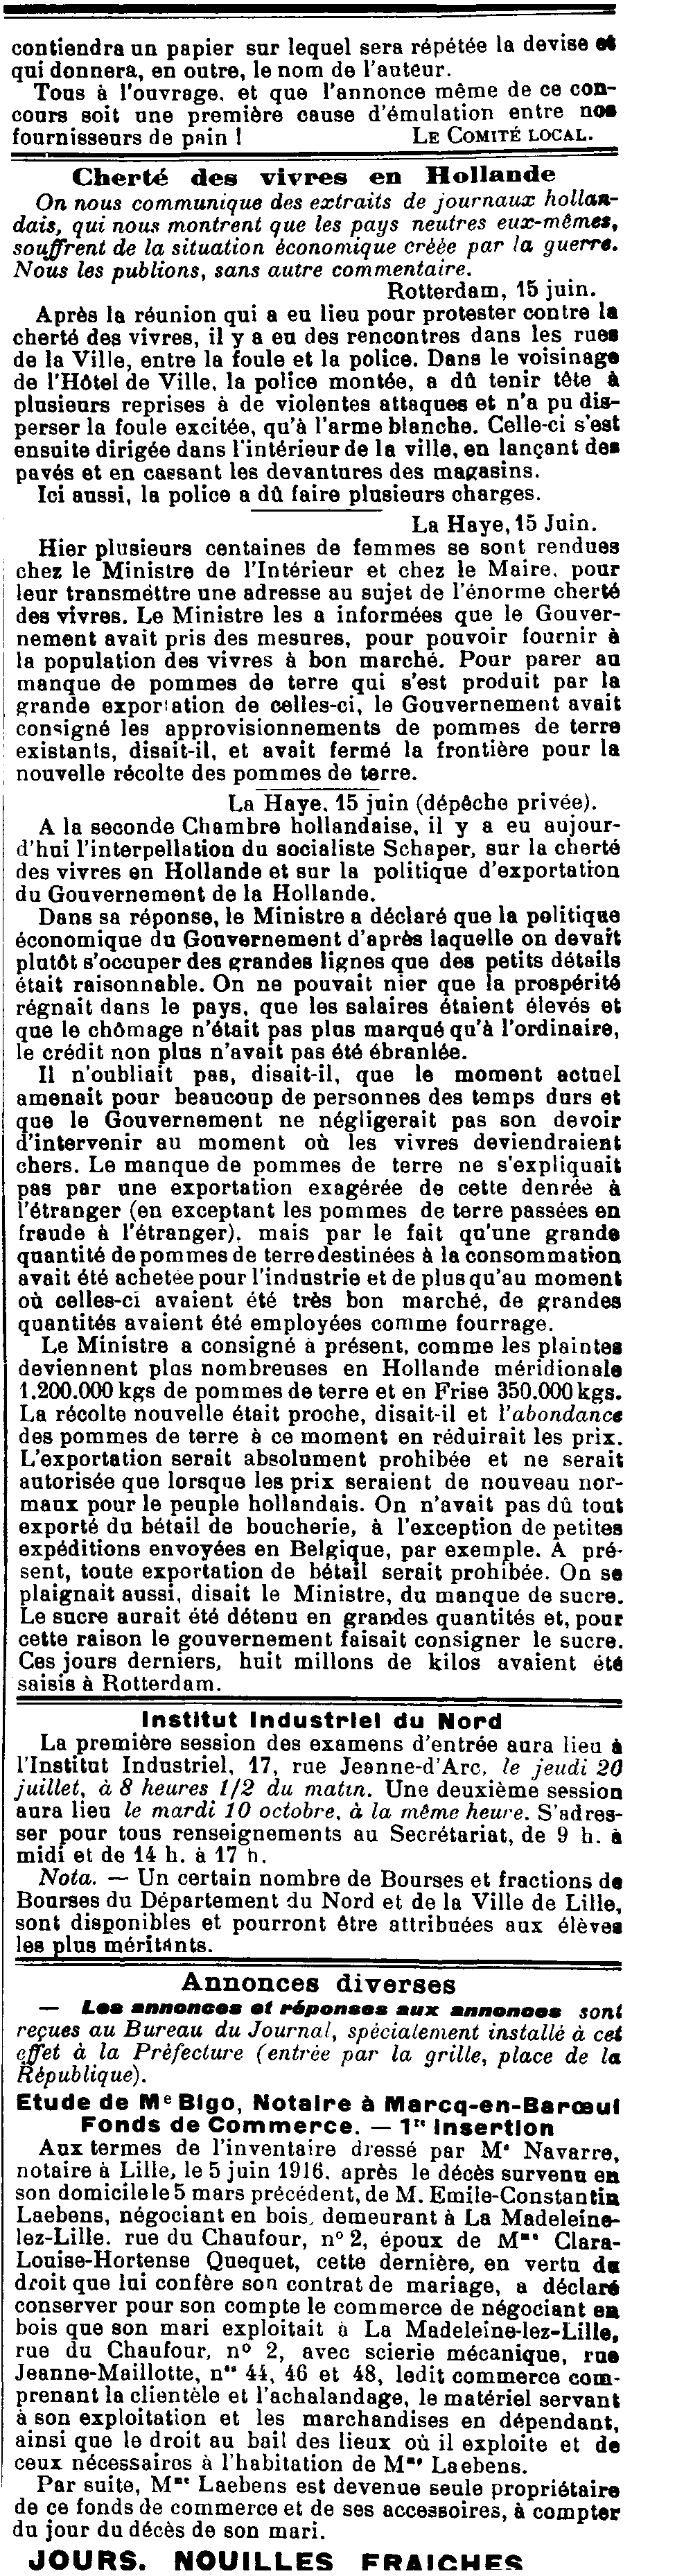 contiendra un papier sur lequel sera répétée la devise et
qui donnera, en outre, le nom de l'auteur.
Tous à l'ouvrage, et que l'annonce même de ce con-
cours soit une première cause d'émulation entre nos
fournisseurs de pain ! LE COMITÉ LOCAL.
Cherté des vivres en Hollande
On nous communique des extraits de journaux hollan-
dais, qui nous montrent que les pays neutres eux-mêmes,
souffrent de la situation économique créée par la guerre.
Nous les publions, sans autre commentaire.
Rotterdam, 15 juin.
Après la réunion qui a eu lieu pour protester contre la
cherté des vivres, il y a eu des rencontres dans les rues
de la Ville, entre la foule et la police. Dans le voisinage
de l'Hôtel de Ville, la police montée, a dû tenir tête à
plusieurs reprises à de violentes attaques et n'a pu dis-
perser la foule excitée, qu'à l'arme blanche. Celle-ci s'est
ensuite dirigée dans l'intérieur de la ville, en lançant des
pavés et en cassant les devantures des magasins.
Ici aussi, la police a dû faire plusieurs charges.
La Haye, 15 Juin.
Hier plusieurs centaines de femmes se sont rendues
chez le Ministre de l'Intérieur et chez le Maire, pour
leur transmettre une adresse au sujet de l'énorme cherté
des vivres. Le Ministre les a informées que le Gouver-
nement avait pris des mesures, pour pouvoir fournir à
la population des vivres à bon marché. Pour parer au
manque de pommes de terre qui s'est produit par la
grande exportation de celles-ci, le Gouvernement avait
consigné les approvisionnements de pommes de terre
existants, disait-il, et avait fermé la frontière pour la
nouvelle récolte des pommes de terre.
La Haye, 15 juin (dépêche privée).
A la seconde Chambre hollandaise, il y a eu aujour-
d'hui l'interpellation du socialiste Schaper, sur la cherté
des vivres en Hollande et sur la politique d'exportation
du Gouvernement de la Hollande.
Dans sa réponse, le Ministre a déclaré que la politique
économique du Gouvernement d'après laquelle on devait
plutôt s'occuper des grandes lignes que des petits détails
était raisonnable. On ne pouvait nier que la prospérité
régnait dans le pays, que les salaires étaient élevés et
que le chômage n'était pas plus marqué qu'à l'ordinaire,
le crédit non plus n'avait pas été ébranlée.
Il n'oubliait pas, disait-il, que le moment actuel
amenait pour beaucoup de personnes des temps durs et
que le Gouvernement ne négligerait pas son devoir
d'intervenir au moment où les vivres deviendraient
chers. Le manque de pommes de terre ne s'expliquait
pas par une exportation exagérée de cette denrée à
l'étranger (en exceptant les pommes de terre passées en
fraude à l'étranger), mais par le fait qu'une grande
quantité de pommes de terre destinées à la consommation
avait été achetée pour l'industrie et de plus qu'au moment
où celles-ci avaient été très bon marché, de grandes
quantités avaient été employées comme fourrage.
Le Ministre a consigné à présent, comme les plaintes
deviennent plus nombreuses en Hollande méridionale
1.200.000 kgs de pommes de terre et en Frise 350.000 kgs.
La récolte nouvelle était proche, disait-il et l'abondance
des pommes de terre à ce moment en réduirait les prix.
L'exportation serait absolument prohibée et ne serait
autorisée que lorsque les prix seraient de nouveau nor-
maux pour le peuple hollandais. On n'avait pas dû tout
exporté du bétail de boucherie, à l'exception de petites
expéditions envoyées en Belgique, par exemple. A pré-
sent, toute exportation de bétail serait prohibée. On se
plaignait aussi, disait le Ministre, du manque de sucre.
Le sucre aurait été détenu en grandes quantités et, pour
cette raison le gouvernement faisait consigner le sucre.
Ces jours derniers, huit millons de kilos avaient été
saisis à Rotterdam.
Institut Industriel du Nord
La première session des examens d'entrée aura lieu à
l'Institut Industriel, 17, rue Jeanne-d'Arc, le jeudi 20
juillet, à 8 heures 1/2 du matin. Une deuxième session
aura lieu le mardi 10 octobre, à la même heure. S'adres-
ser pour tous renseignements au Secrétariat, de 9 h. à
midi et de 14 h. à 17 h.
Nota. — Un certain nombre de Bourses et fractions de
Bourses du Département du Nord et de la Ville de Lille,
sont disponibles et pourront être attribuées aux élèves
les plus méritants.
Annonces diverses
— Les annonces et réponses aux annonces sont
reçues au Bureau du Journal, spécialement installé à cet
effet à la Préfecture (entrée par la grille, place de la
République).
Etude de Me Bigo, Notaire à Marcq-en-Barœul
Fonds de Commerce. — 1re Insertion
Aux termes de l'inventaire dressé par Me Navarre,
notaire à Lille, le 5 juin 1916, après le décès survenu en
son domicile le 5 mars précédent, de M. Emile-Constantin
Laebens, négociant en bois, demeurant à La Madeleine-
lez-Lille, rue du Chaufour, n° 2, époux de Mme Clara-
Louise-Hortense Quequet, cette dernière, en vertu du
droit que lui confère son contrat de mariage, a déclaré
conserver pour son compte le commerce de négociant en
bois que son mari exploitait à La Madeleine-lez-Lille,
rue du Chaufour, n° 2, avec scierie mécanique, rue
Jeanne-Maillotte, nos 44, 46 et 48, ledit commerce com-
prenant la clientèle et l'achalandage, le matériel servant
à son exploitation et les marchandises en dépendant,
ainsi que le droit au bail des lieux où il exploite et de
ceux nécessaires à l'habitation de Mme Laebens.
Par suite, Mme Laebens est devenue seule propriétaire
de ce fonds de commerce et de ses accessoires, à compter
du jour du décès de son mari.
JOURS. NOUILLES FRAICHES